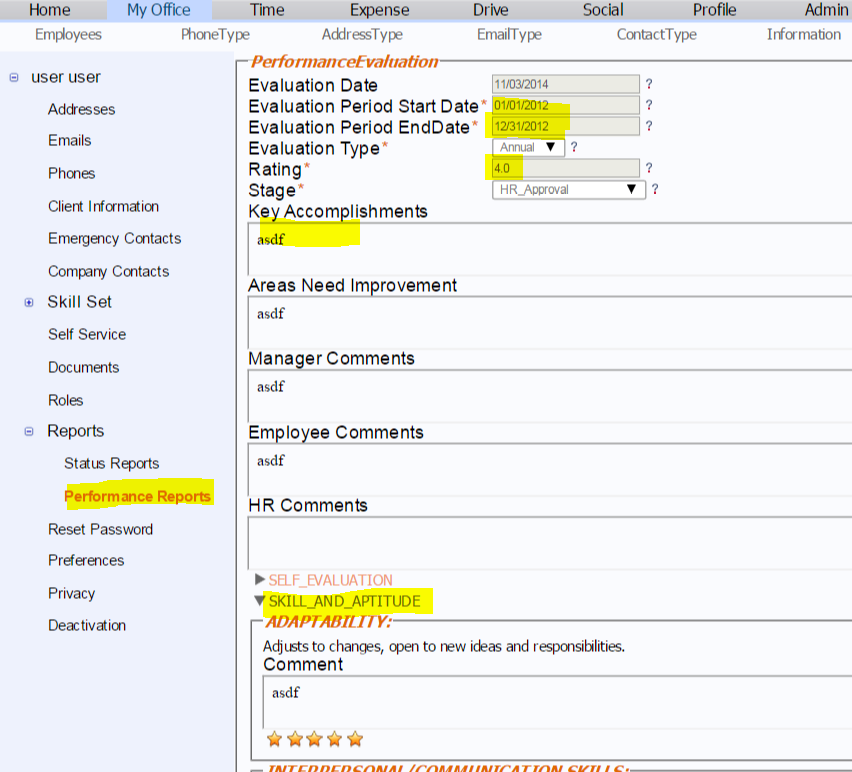 Home My Office Time Expense Drive Social Profile Admin
Employees PhoneType AddressType EmailType ContactType Information
user user
Addresses
Emails
Phones
Client Information
Emergency Contacts
Company Contacts
Skill Set
Self Service
Documents
Roles
Reports
Status Reports
Performance Reports
Reset Password
Preferences
Privacy
Deactivation
PerformanceEvaluation
Evaluation Date 11/03/2014 ?
Evaluation Period Start Date* 01/01/2012 ?
Evaluation Period EndDate* 12/31/2012 ?
Evaluation Type* Annual ?
Rating* 4.0 ?
Stage* HR_Approval ?
Key Accomplishments
asdf
Areas Need Improvement
asdf
Manager Comments
asdf
Employee Comments
asdf
HR Comments
SELF_EVALUATION
SKILL_AND_APTITUDE
ADAPTABILITY:
Adjusts to changes, open to new ideas and responsibilities.
Comment
asdf
INTERPERSONAL/COMMUNICATION SKILLS: